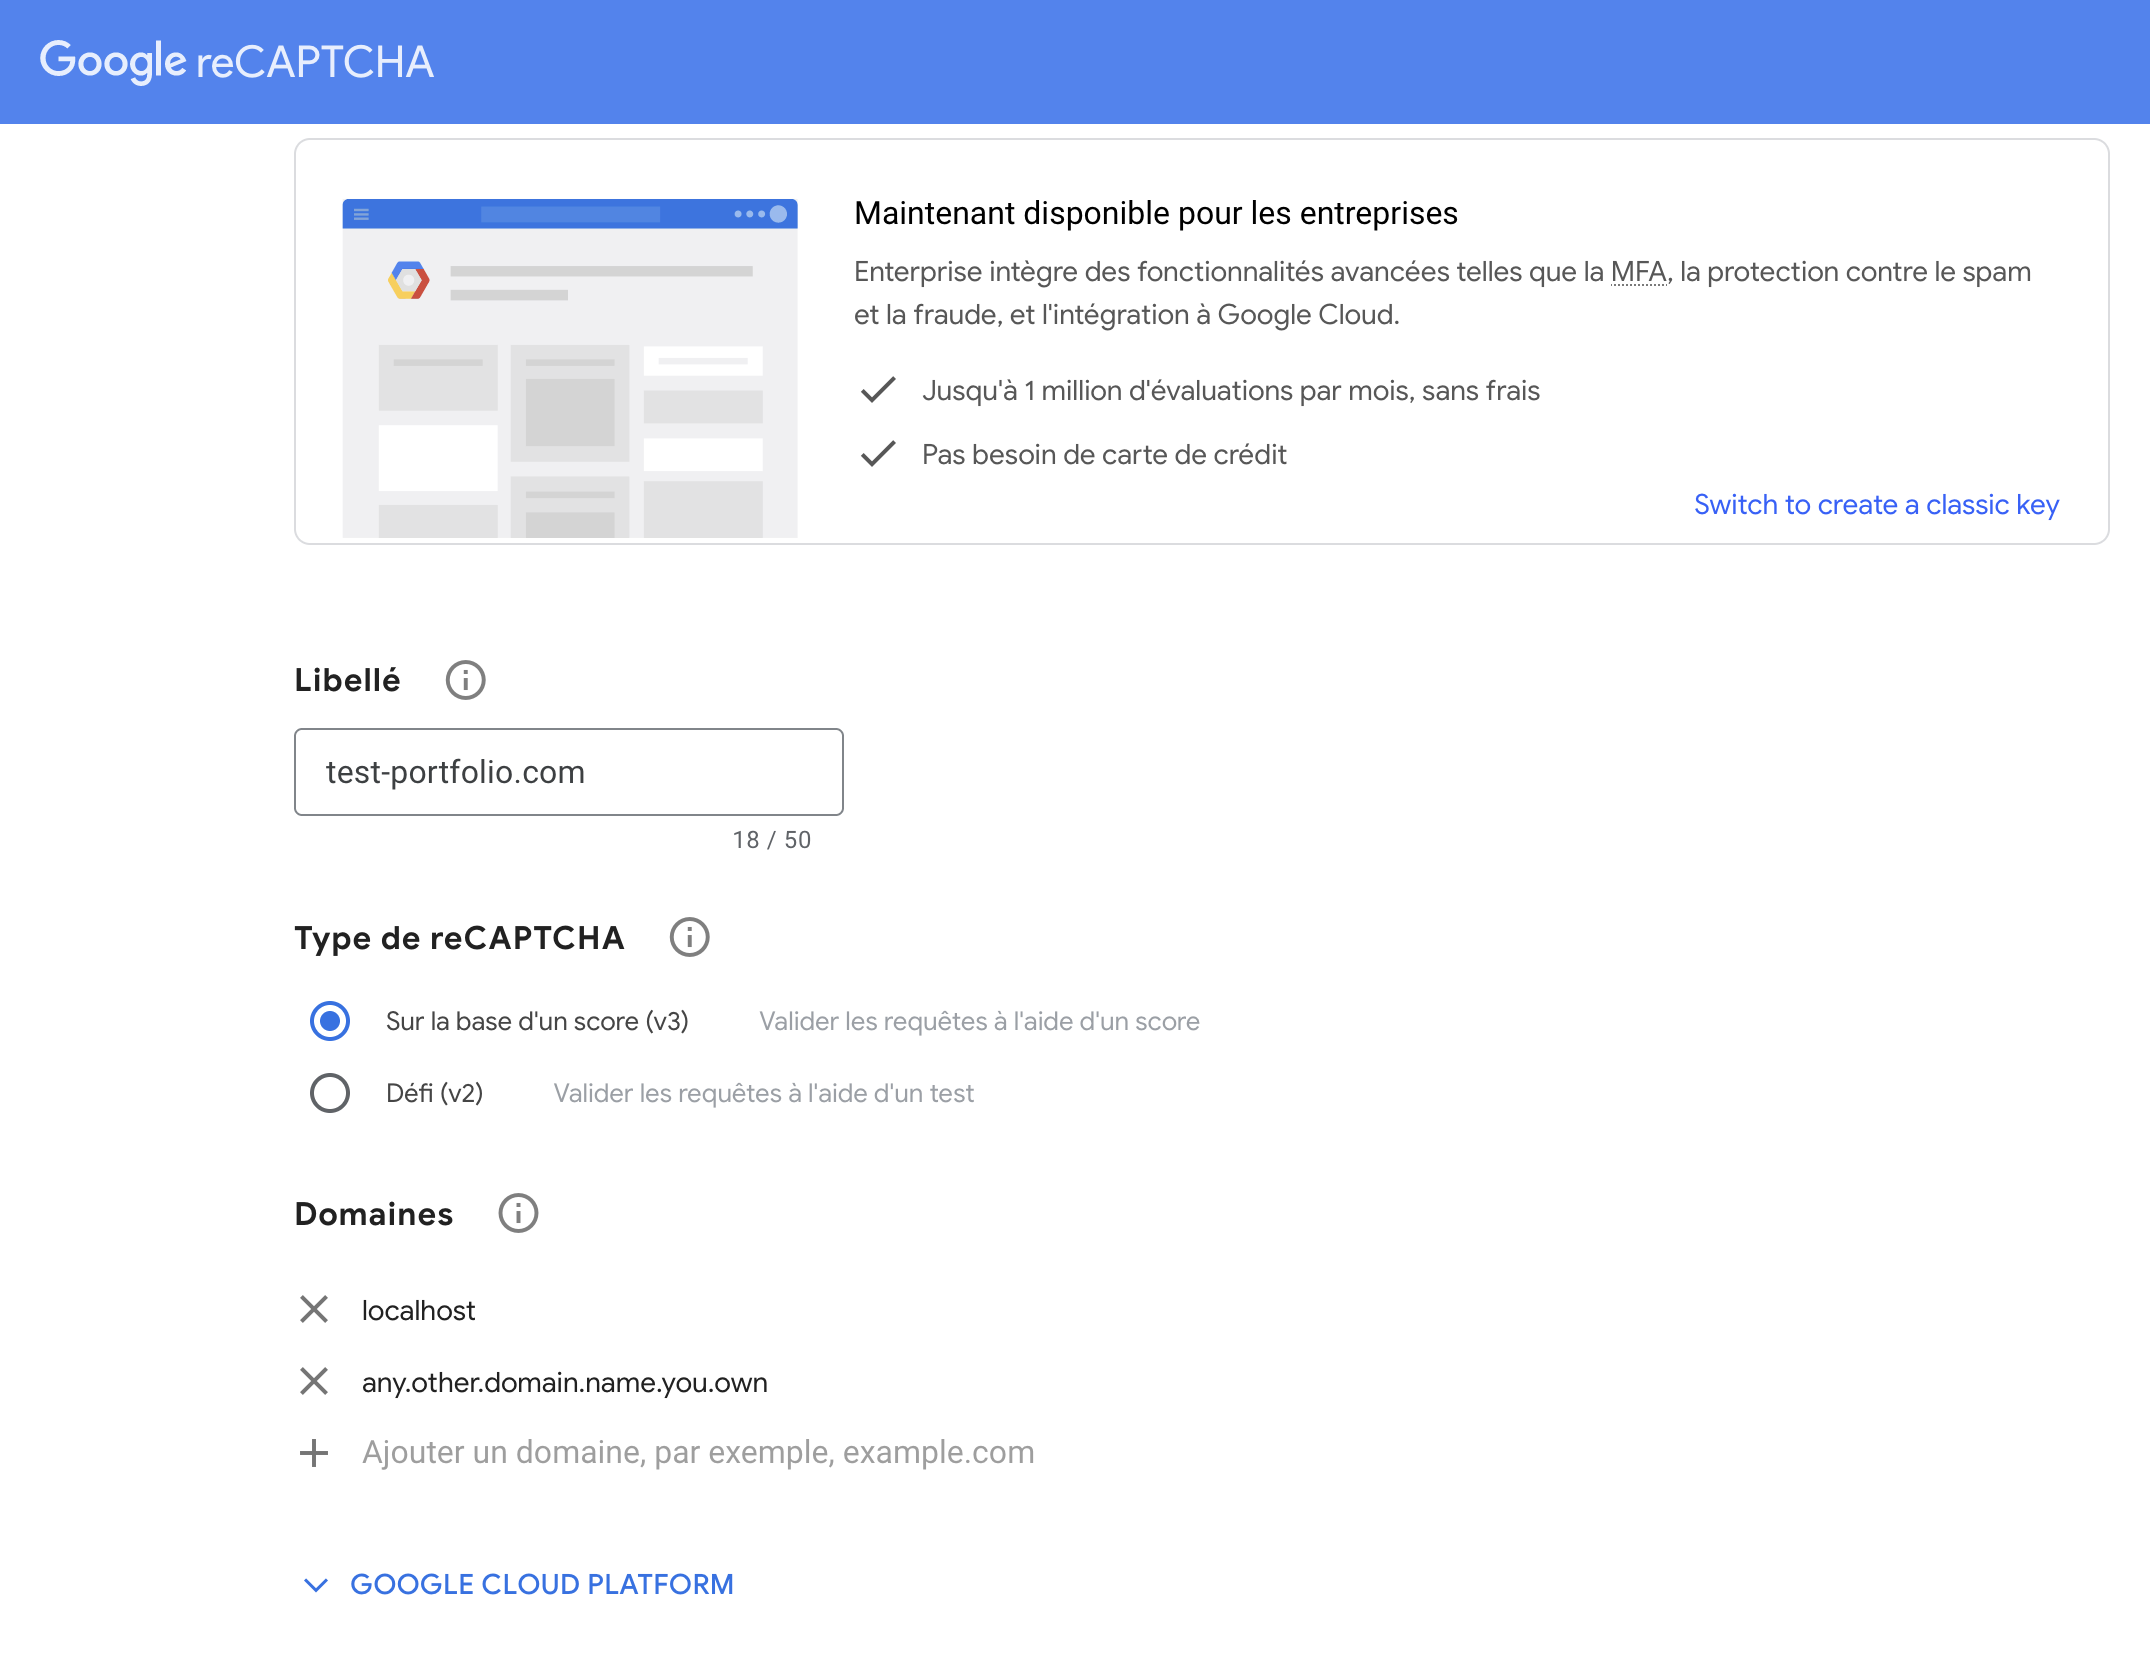 Google reCAPTCHA
Maintenant disponible pour les entreprises
Enterprise intègre des fonctionnalités avancées telles que la MFA, la protection contre le spam
et la fraude, et l'intégration à Google Cloud.
Jusqu'à 1 million d'évaluations par mois, sans frais
Pas besoin de carte de crédit
Switch to create a classic key
Libellé
test-portfolio.com
18 / 50
Type de reCAPTCHA
Sur la base d'un score (v3) Valider les requêtes à l'aide d'un score
Défi (v2) Valider les requêtes à l'aide d'un test
Domaines
localhost
any.other.domain.name.you.own
Ajouter un domaine, par exemple, example.com
GOOGLE CLOUD PLATFORM